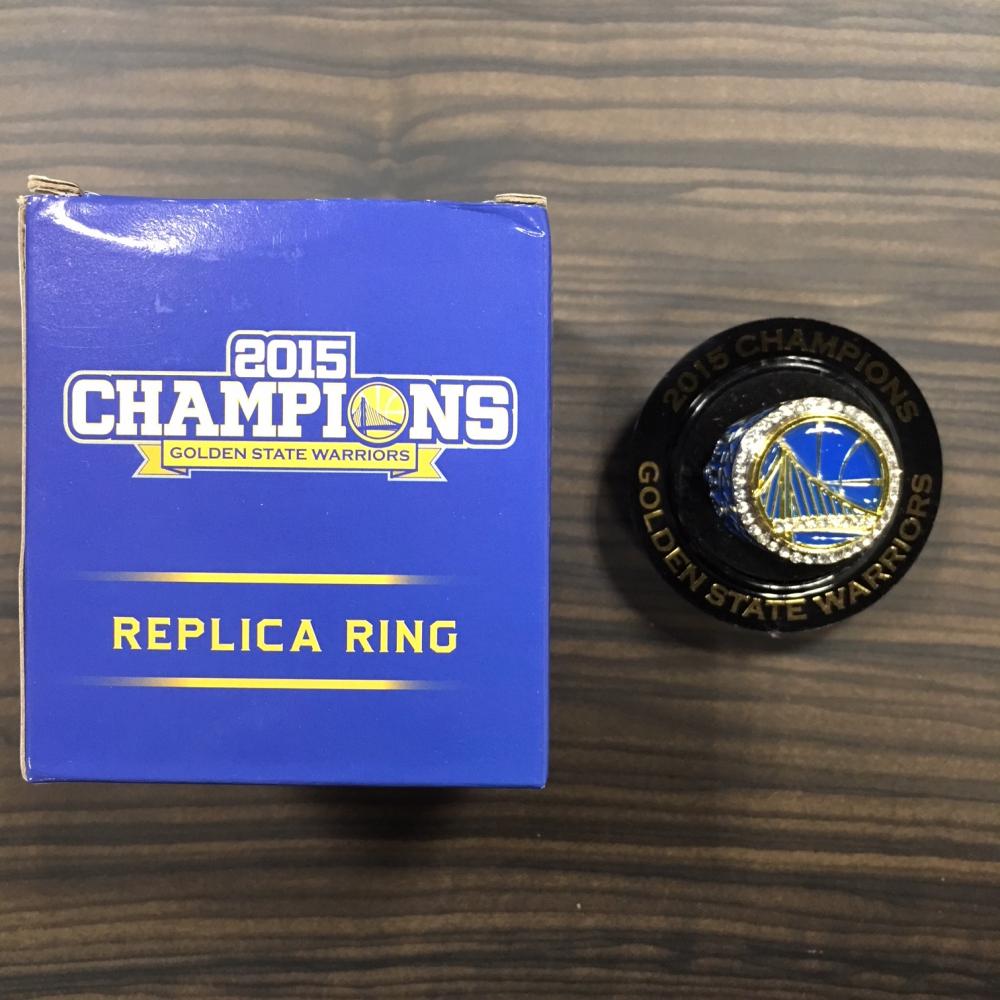 2015
CHAMPIONS
GOLDEN STATE WARRIORS
REPLICA RING
2015 CHAMPIONS
GOLDEN STATE WARRIORS